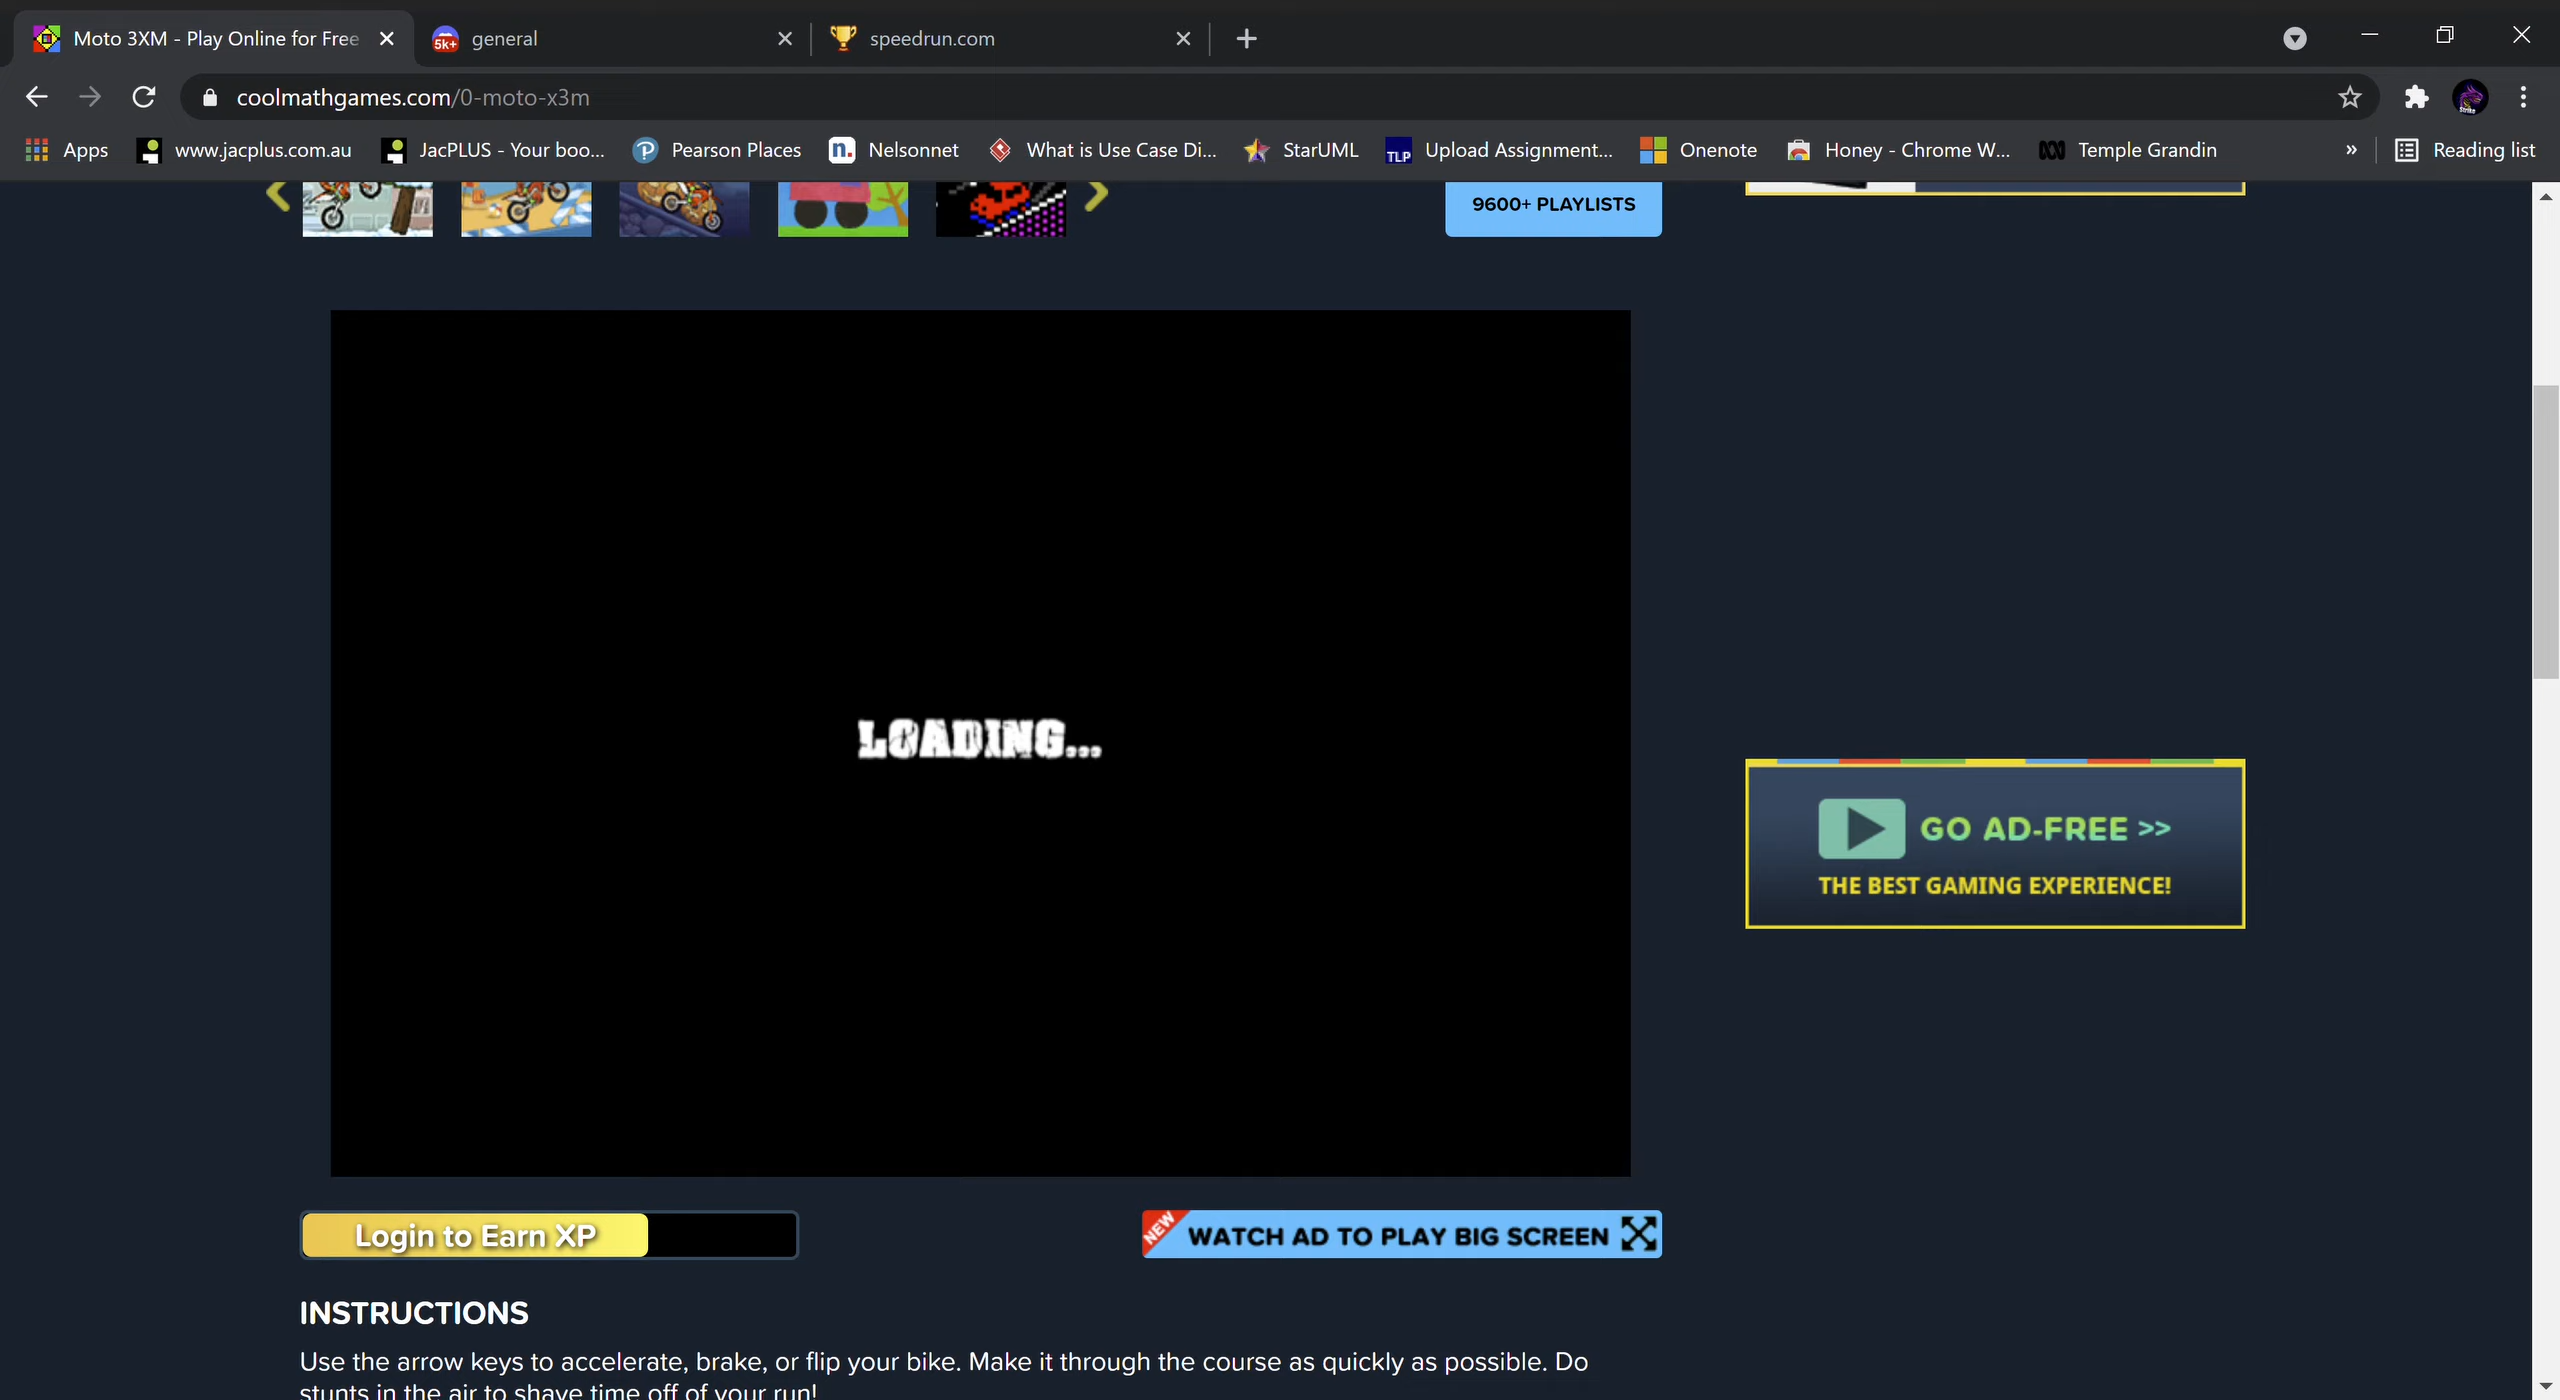 Moto 3XM - Play Online for Free
5k+ general
speedrun.com
coolmathgames.com/0-moto-x3m
Strike
Apps
www.jacplus.com.au
JacPLUS - Your boo...
Pearson Places
n. Nelsonnet
What is Use Case Di...
StarUML
TLP Upload Assignment...
Onenote
Honey - Chrome W...
Temple Grandin
»
Reading list
9600+ PLAYLISTS
LOADING...
GO AD-FREE >>
THE BEST GAMING EXPERIENCE!
Login to Earn XP
NEW WATCH AD TO PLAY BIG SCREEN
INSTRUCTIONS
Use the arrow keys to accelerate, brake, or flip your bike. Make it through the course as quickly as possible. Do
stunts in the air to shave time off of your run!